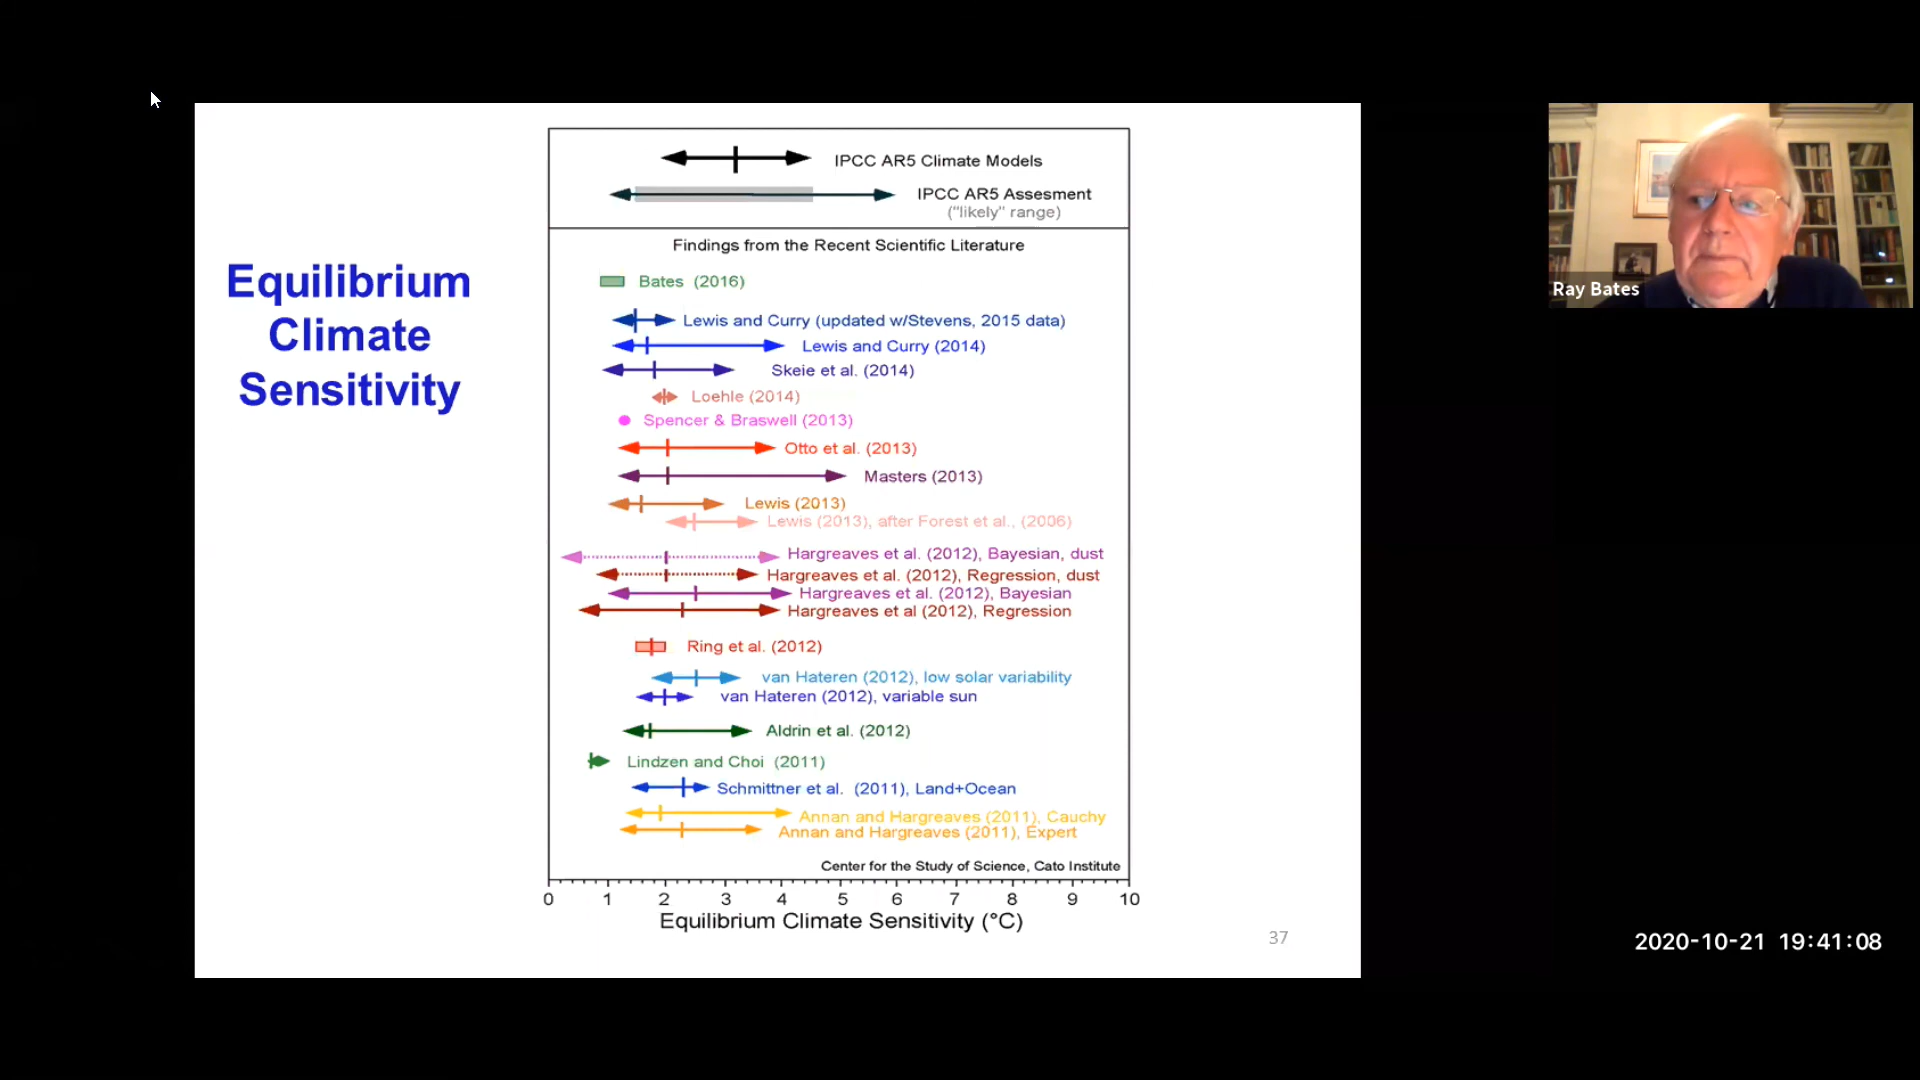 Equilibrium
Climate
Sensitivity
IPCC AR5 Climate Models
IPCC AR5 Assesment
("likely" range)
Findings from the Recent Scientific Literature
Bates (2016)
Lewis and Curry (updated w/Stevens, 2015 data)
Lewis and Curry (2014)
Skeie et al. (2014)
Loehle (2014)
Spencer & Braswell (2013)
Otto et al. (2013)
Masters (2013)
Lewis (2013)
Lewis (2013), after Forest et al., (2006)
Hargreaves et al. (2012), Bayesian, dust
Hargreaves et al. (2012), Regression, dust
Hargreaves et al. (2012), Bayesian
Hargreaves et al (2012), Regression
Ring et al. (2012)
van Hateren (2012), low solar variability
van Hateren (2012), variable sun
Aldrin et al. (2012)
Lindzen and Choi (2011)
Schmittner et al. (2011), Land+Ocean
Annan and Hargreaves (2011), Cauchy
Annan and Hargreaves (2011), Expert
Center for the Study of Science, Cato Institute
0 1 2 3 4 5 6 7 8 9 10
Equilibrium Climate Sensitivity (°C)
37
Ray Bates
2020-10-21 19:41:08